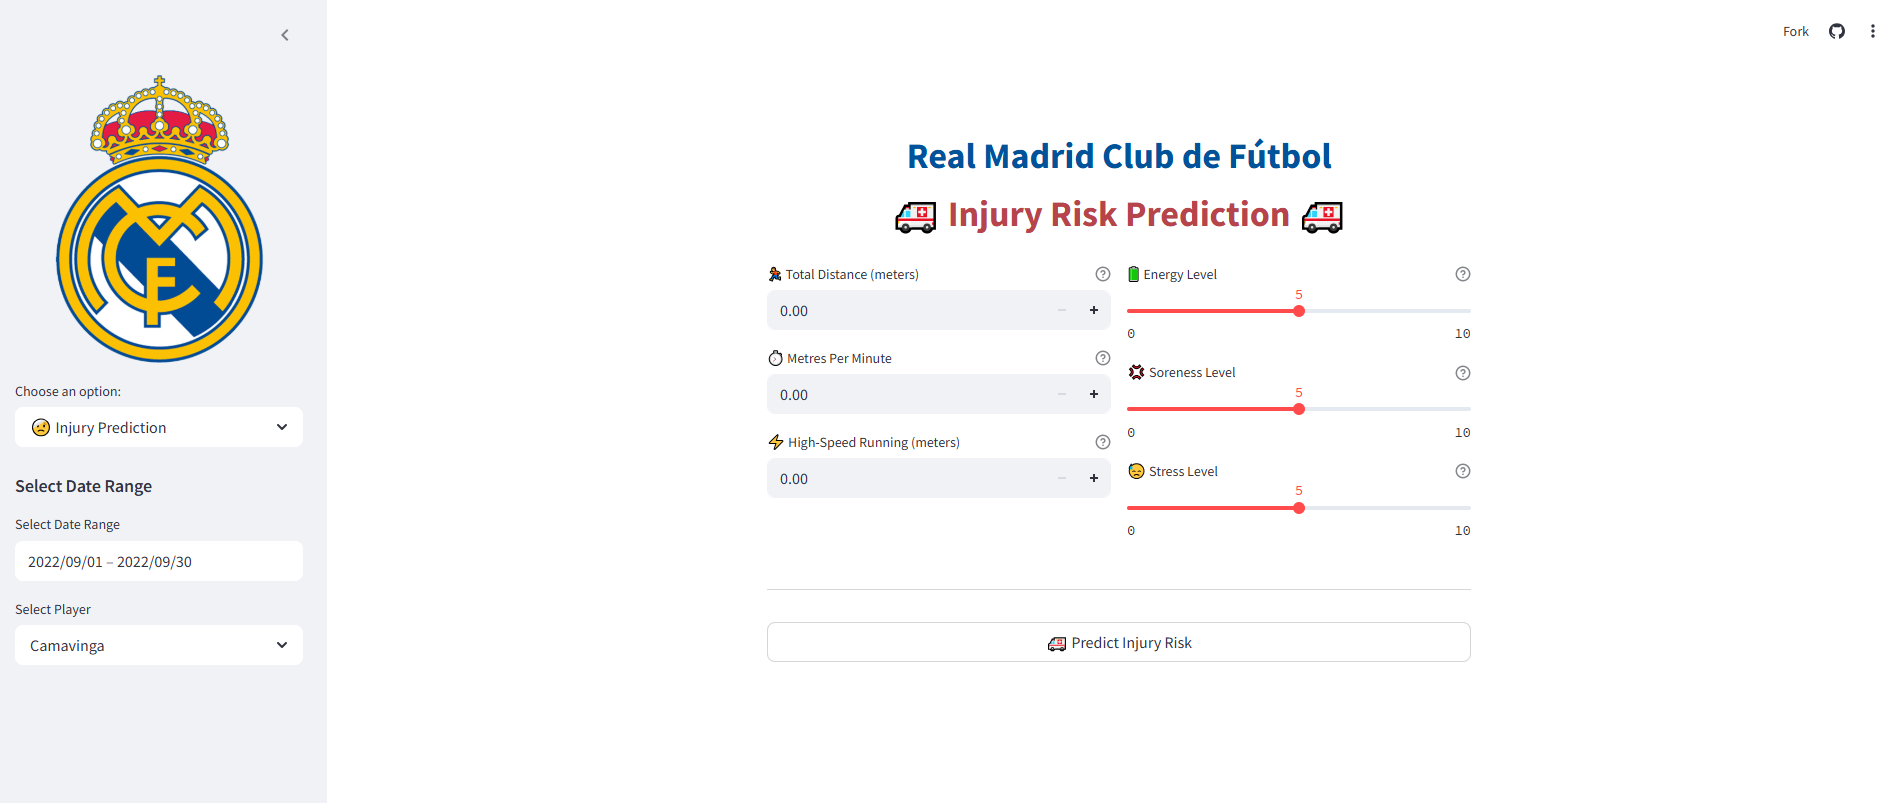 Fork
Real Madrid Club de Fútbol
Injury Risk Prediction
Choose an option:
Injury Prediction
Select Date Range
Select Date Range
2022/09/01 – 2022/09/30
Select Player
Camavinga
Total Distance (meters)
0.00
Metres Per Minute
0.00
High-Speed Running (meters)
0.00
Energy Level
5
0 10
Soreness Level
5
0 10
Stress Level
5
0 10
Predict Injury Risk